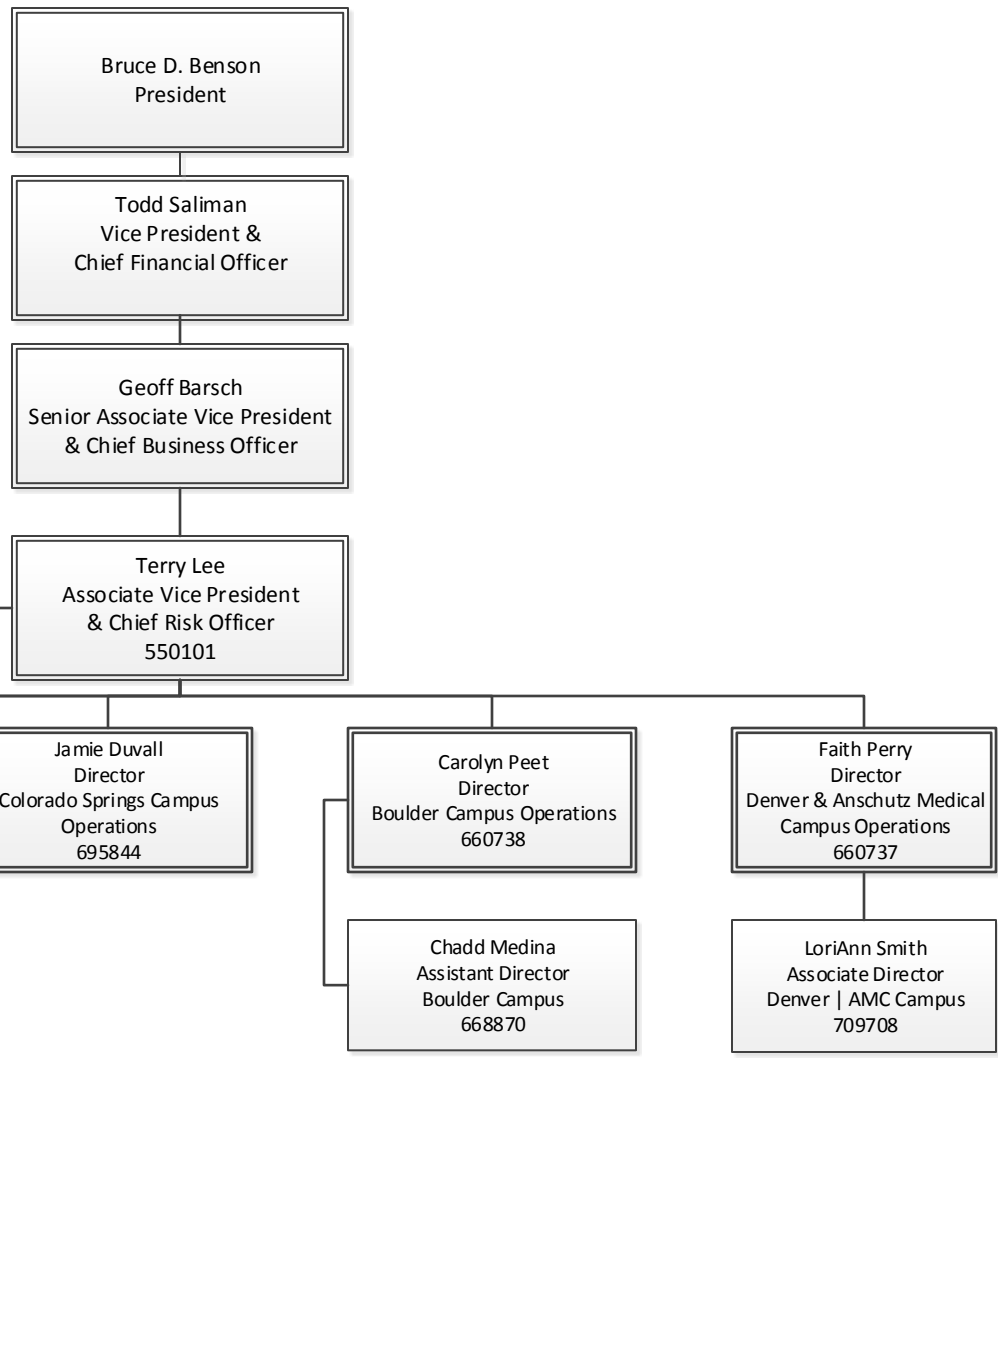 Bruce D. Benson
President
Todd Saliman
Vice President &
Chief Financial Officer
Geoff Barsch
Senior Associate Vice President
& Chief Business Officer
Terry Lee
Associate Vice President
& Chief Risk Officer
550101
Jamie Duvall
Director
Colorado Springs Campus
Operations
695844
Carolyn Peet
Director
Boulder Campus Operations
660738
Faith Perry
Director
Denver & Anschutz Medical
Campus Operations
660737
Chadd Medina
Assistant Director
Boulder Campus
668870
LoriAnn Smith
Associate Director
Denver | AMC Campus
709708